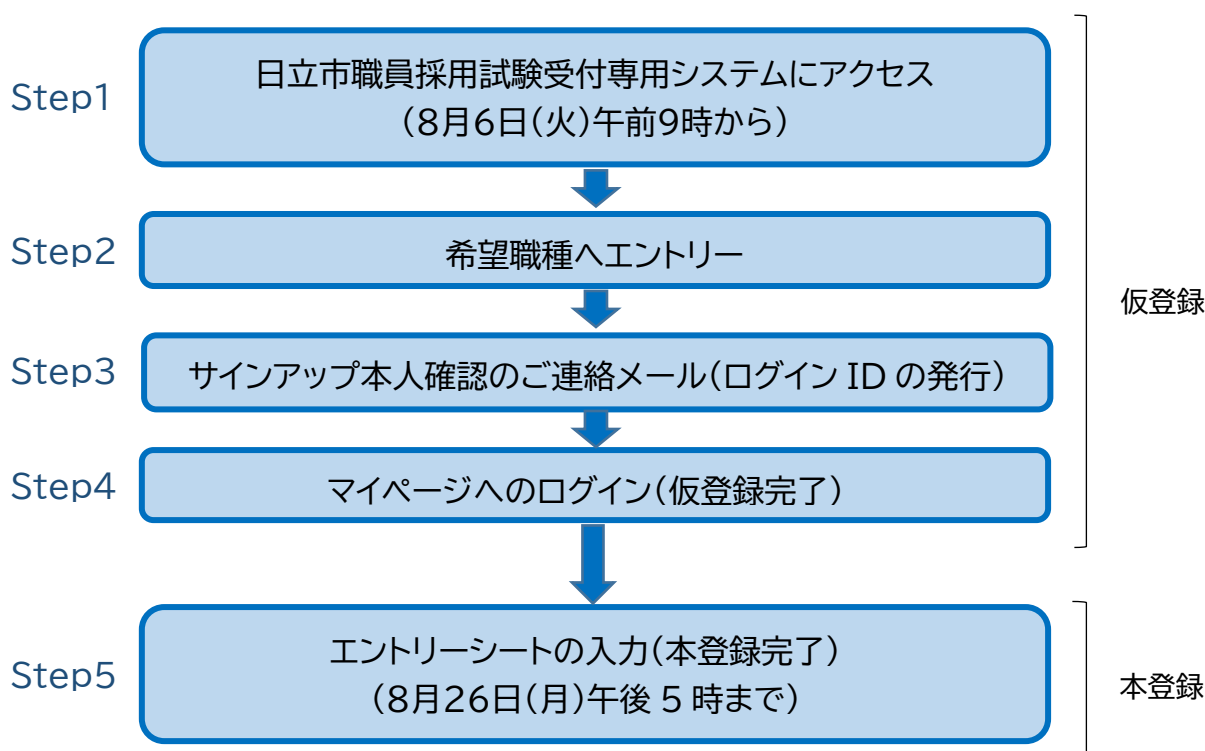 Step1
日立市職員採用試験受付専用システムにアクセス
(8月6日(火)午前9時から)
Step2
希望職種へエントリー
仮登録
Step3
サインアップ本人確認のご連絡メール(ログイン ID の発行)
Step4
マイページへのログイン(仮登録完了)
Step5
エントリーシートの入力(本登録完了)
(8月26日(月)午後 5 時まで)
本登録